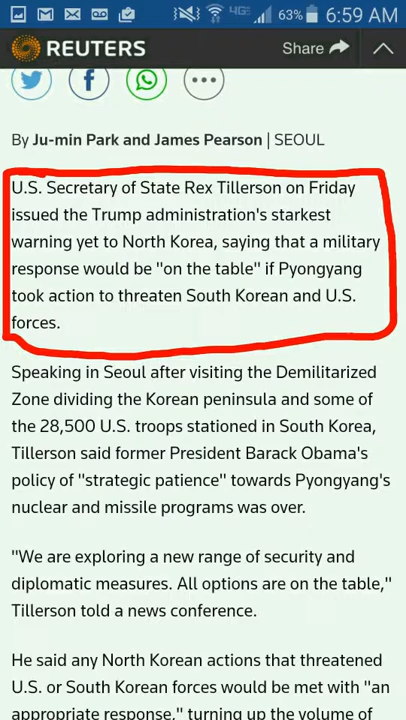 4G 63% 6:59 AM
REUTERS Share
By Ju-min Park and James Pearson | SEOUL
U.S. Secretary of State Rex Tillerson on Friday
issued the Trump administration's starkest
warning yet to North Korea, saying that a military
response would be "on the table" if Pyongyang
took action to threaten South Korean and U.S.
forces.
Speaking in Seoul after visiting the Demilitarized
Zone dividing the Korean peninsula and some of
the 28,500 U.S. troops stationed in South Korea,
Tillerson said former President Barack Obama's
policy of "strategic patience" towards Pyongyang's
nuclear and missile programs was over.
"We are exploring a new range of security and
diplomatic measures. All options are on the table,"
Tillerson told a news conference.
He said any North Korean actions that threatened
U.S. or South Korean forces would be met with "an
appropriate response," turning up the volume of